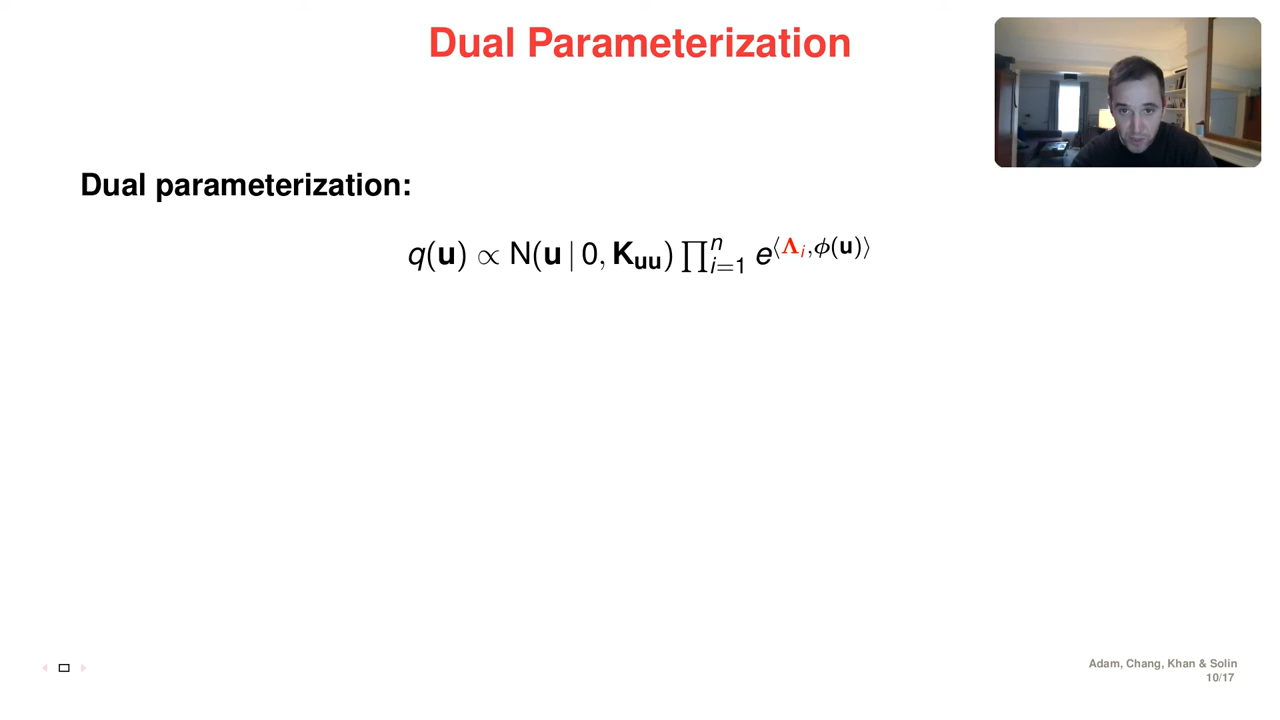 Dual Parameterization
Dual parameterization:
q(u) ∝ N(u | 0, K_uu) ∏_{i=1}^{n} e^{⟨Λ_i, ϕ(u)⟩}
Adam, Chang, Khan & Solin
10/17